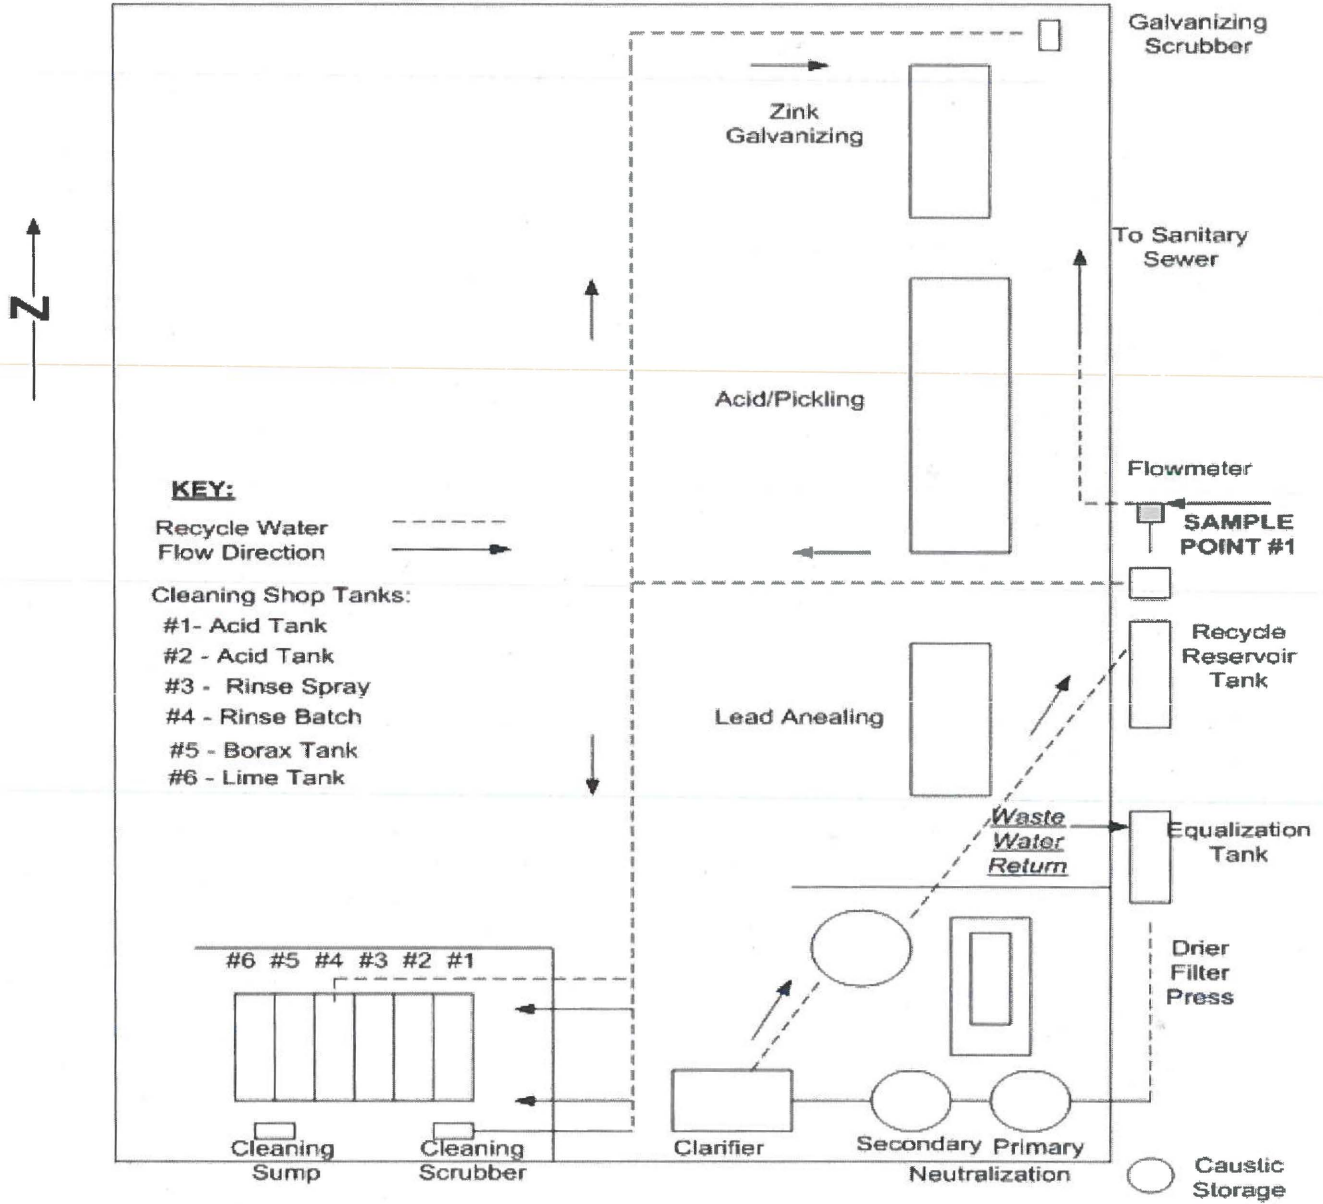 Galvanizing
Scrubber
Zink
Galvanizing
To Sanitary
Sewer
Z
Acid/Pickling
Flowmeter
SAMPLE
POINT #1
KEY:
Recycle Water
Flow Direction
Cleaning Shop Tanks:
#1- Acid Tank
#2 - Acid Tank
#3 - Rinse Spray
#4 - Rinse Batch
#5 - Borax Tank
#6 - Lime Tank
Recycle
Reservoir
Tank
Lead Anealing
Waste
Water
Return
Equalization
Tank
#6 #5 #4 #3 #2 #1
Drier
Filter
Press
Cleaning
Sump
Cleaning
Scrubber
Clarifier
Secondary Primary
Neutralization
Caustic
Storage